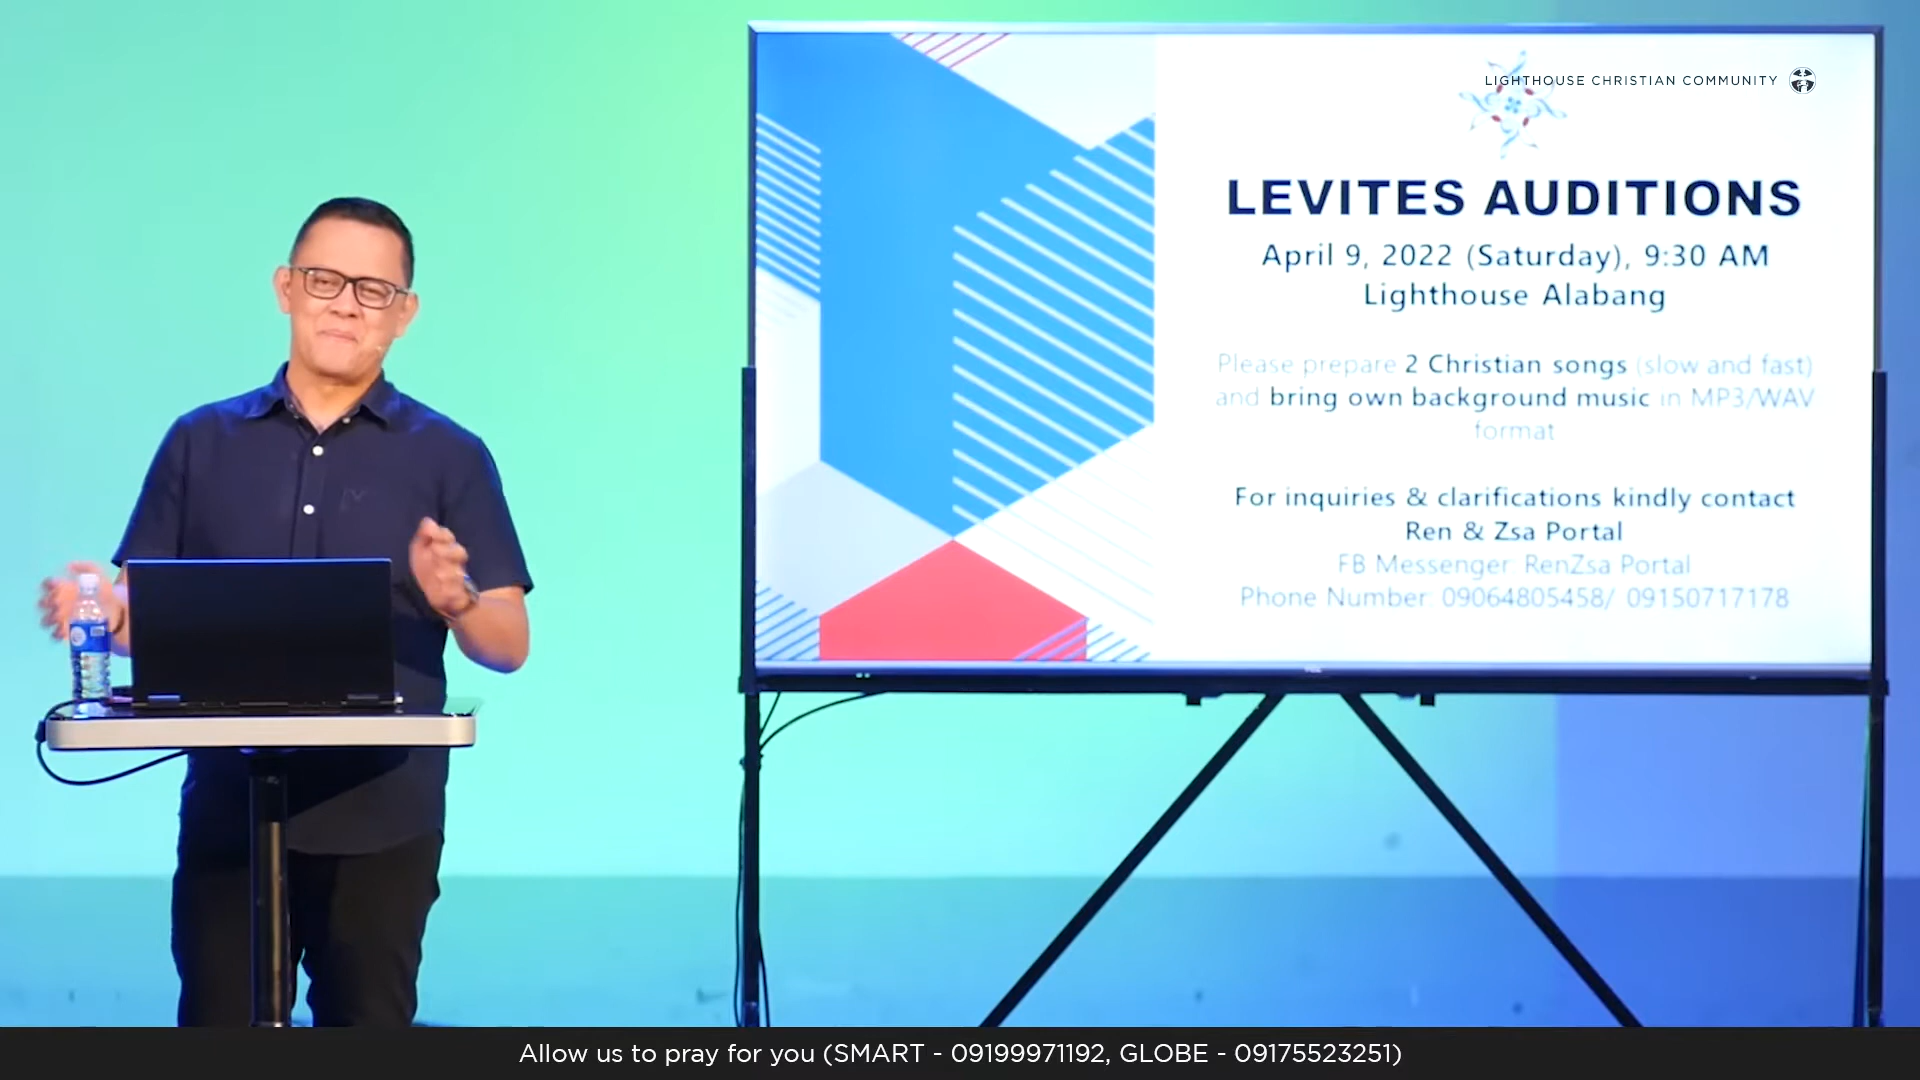 LIGHTHOUSE CHRISTIAN COMMUNITY
LEVITES AUDITIONS
April 9, 2022 (Saturday), 9:30 AM
Lighthouse Alabang
Please prepare 2 Christian songs (slow and fast)
and bring own background music in MP3/WAV
format
For inquiries & clarifications kindly contact
Ren & Zsa Portal
FB Messenger: RenZsa Portal
Phone Number: 09064805458/ 09150717178
Allow us to pray for you (SMART - 09199971192, GLOBE - 09175523251)